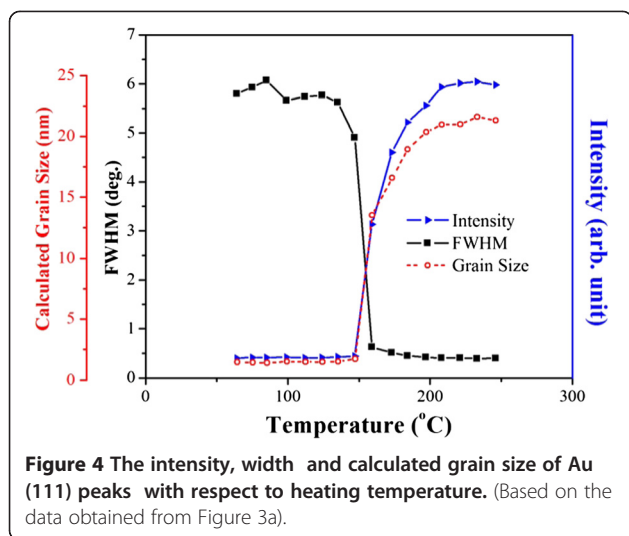 Calculated Grain Size (nm)
25
20
15
10
5
0
FWHM (deg.)
7
6
5
4
3
2
1
0
Intensity
FWHM
Grain Size
Intensity (arb. unit)
0
100
200
300
Temperature (°C)
Figure 4 The intensity, width and calculated grain size of Au
(111) peaks with respect to heating temperature. (Based on the
data obtained from Figure 3a).